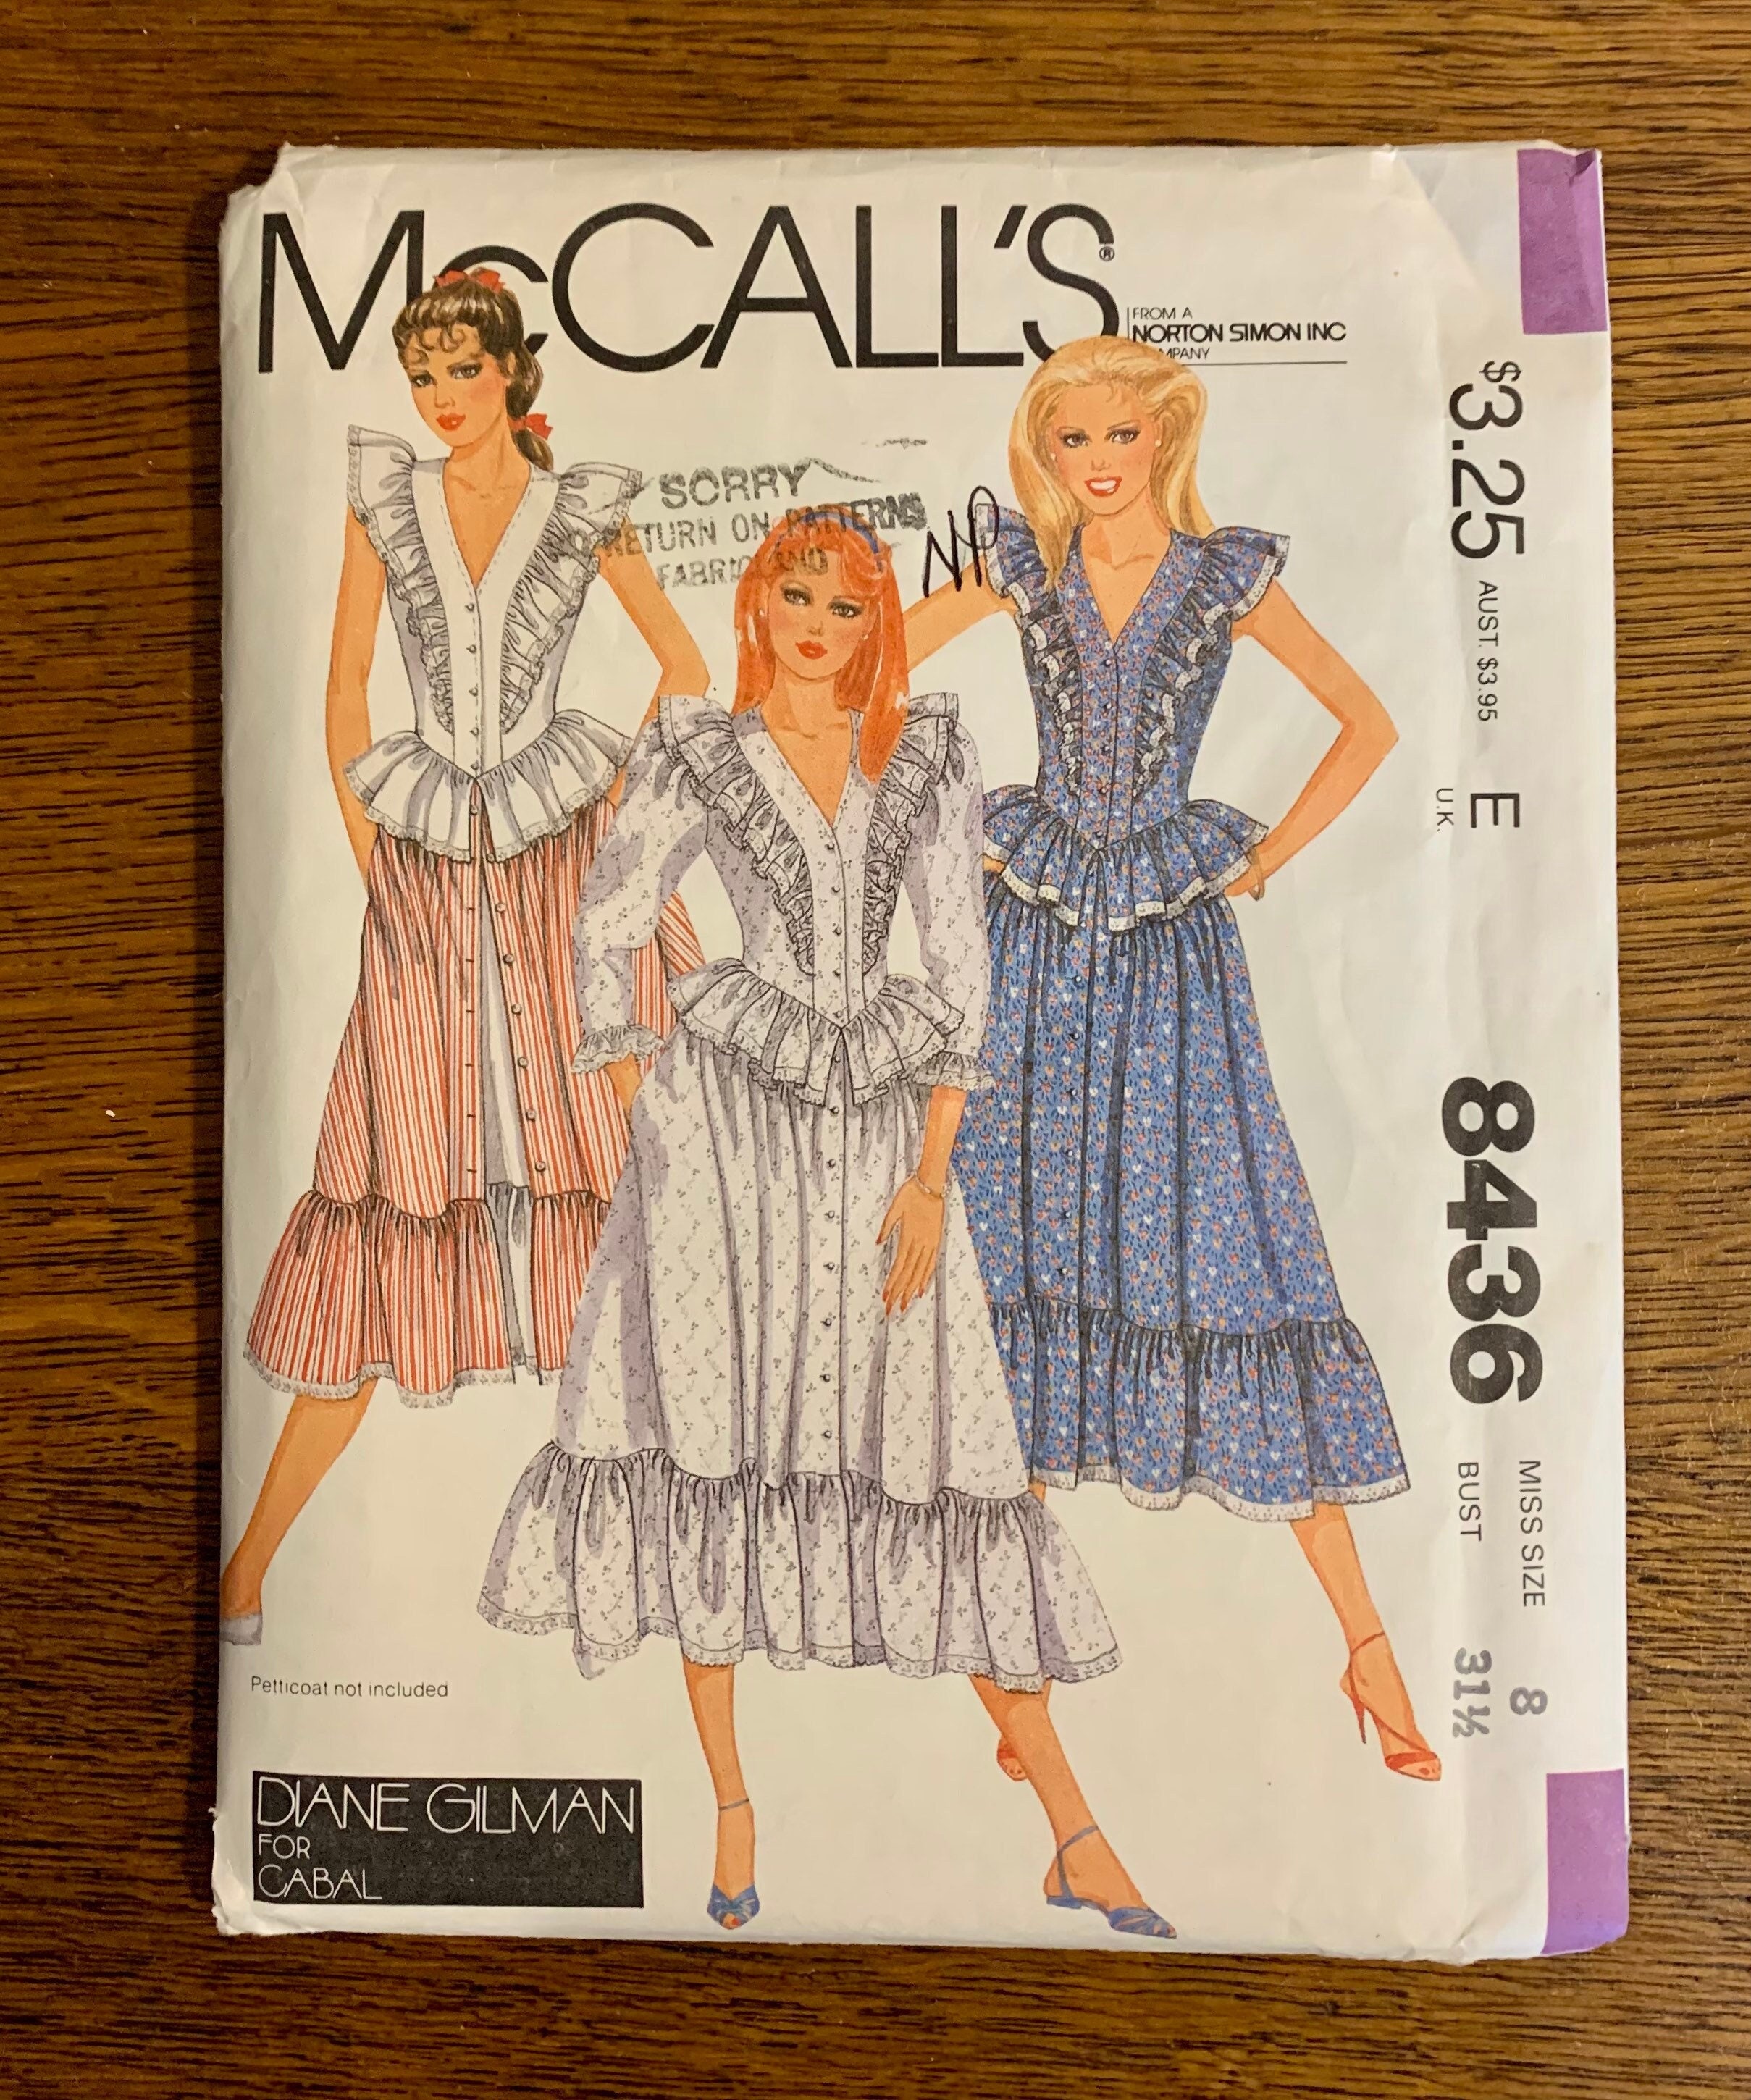 McCALL'S®
FROM A
NORTON SIMON INC
MPANY
SORRY
RETURN ON PATTERNS
FABRIC AND
NP
$3.25
AUST. $3.95
E
U.K.
8436
MISS SIZE 8
BUST 31½
Petticoat not included
DIANE GILMAN
FOR
CABAL